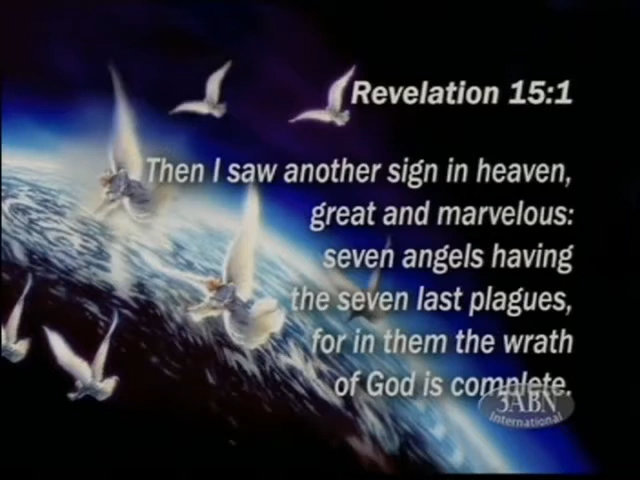 Revelation 15:1
Then I saw another sign in heaven,
great and marvelous:
seven angels having
the seven last plagues,
for in them the wrath
of God is complete.
3ABN
International